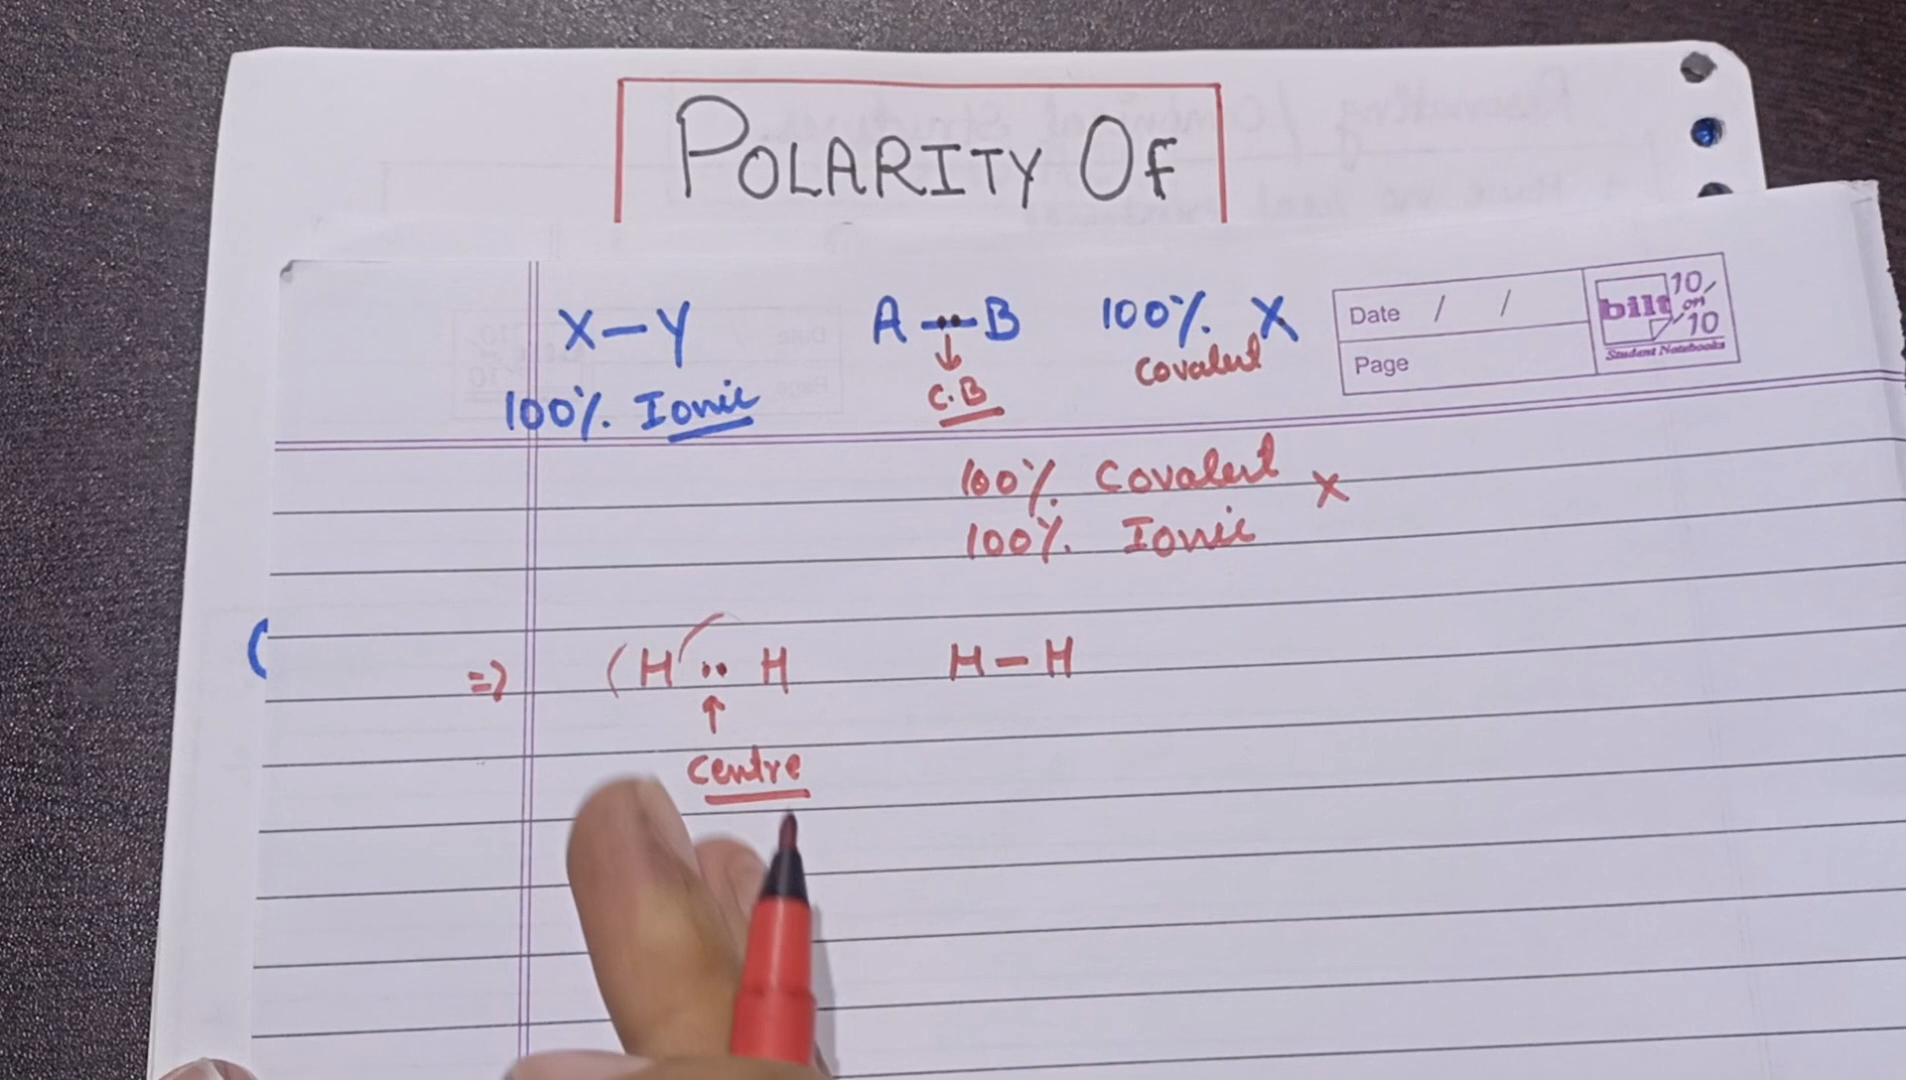 POLARITY OF
X - Y A -••- B 100% X
Covalent
100% Ionic C.B
Date / /
Page
bilt 10 on 10
Student Notebooks
100% Covalent X
100% Ionic
=> (H •• H H - H
Centre